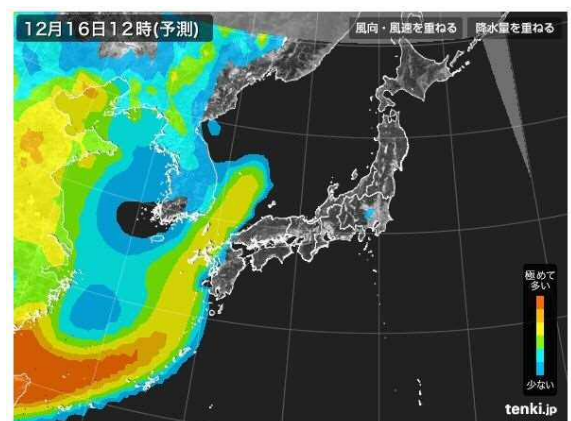 12月16日12時(予測)
風向・風速を重ねる
降水量を重ねる
極めて
多い
少ない
tenki.jp